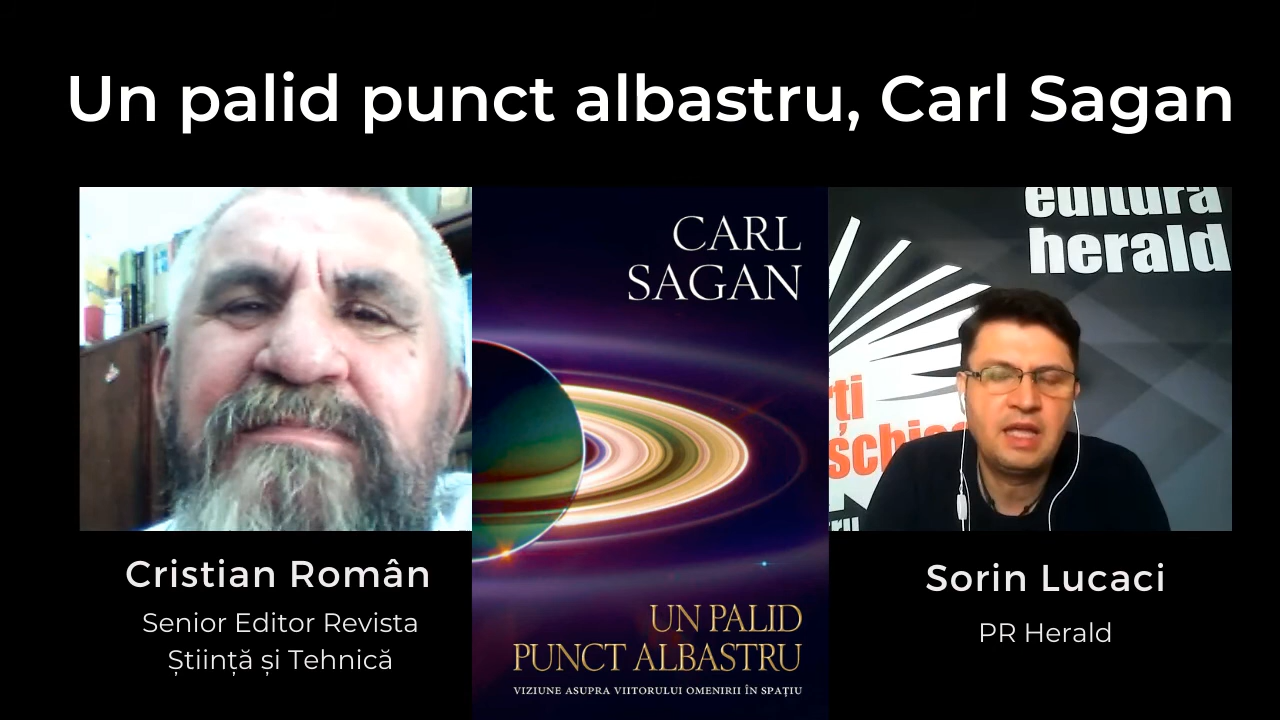 Un palid punct albastru, Carl Sagan
CARL
SAGAN
UN PALID
PUNCT ALBASTRU
VIZIUNE ASUPRA VIITORULUI OMENIRII ÎN SPAȚIU
editura
herald
Cristian Român
Senior Editor Revista
Știință și Tehnică
Sorin Lucaci
PR Herald